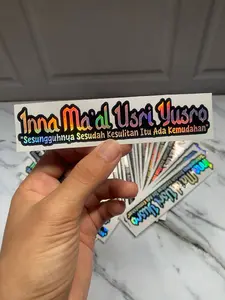 Inna Ma'al Usri Yusro
"Sesungguhnya Sesudah Kesulitan Itu Ada Kemudahan"